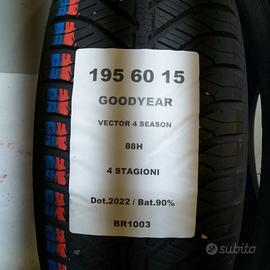 195 60 15
GOODYEAR
VECTOR 4 SEASON
88H
4 STAGIONI
Dot.2022 / Bat.90%
BR1003
subito